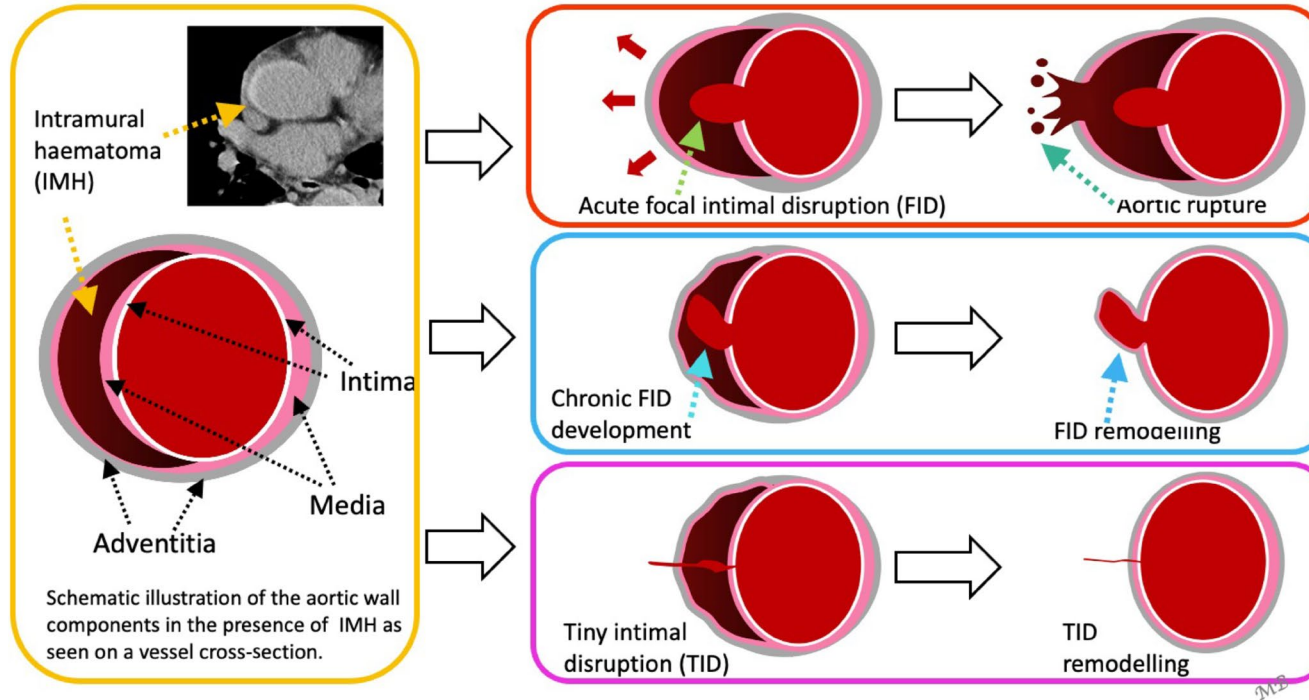 Intramural
haematoma
(IMH)
Intima
Media
Adventitia
Schematic illustration of the aortic wall
components in the presence of IMH as
seen on a vessel cross-section.
Acute focal intimal disruption (FID)
Aortic rupture
Chronic FID
development
FID remodelling
Tiny intimal
disruption (TID)
TID
remodelling
MB